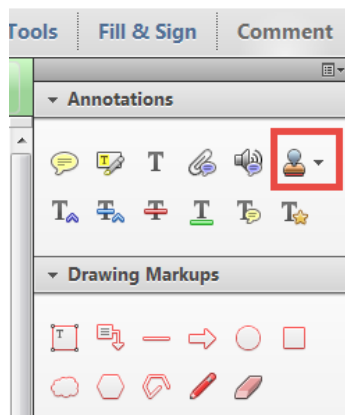 Tools Fill & Sign Comment
Annotations
T T
T T T T T T
Drawing Markups
T